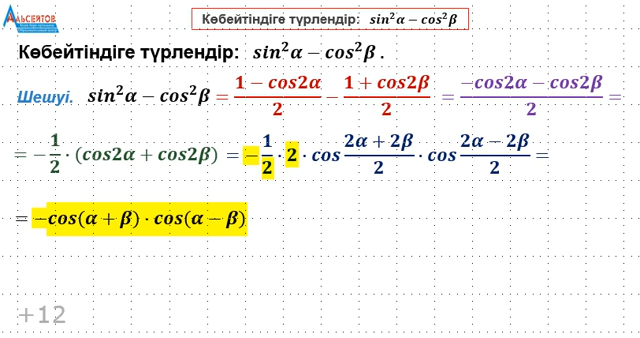 Альсеитов
Көбейтіндіге түрлендір: sin²α − cos²β
Көбейтіндіге түрлендір: sin²α − cos²β .
Шешуі. sin²α − cos²β = (1 − cos2α)/2 − (1 + cos2β)/2 = (−cos2α − cos2β)/2 =
= −1/2 · (cos2α + cos2β) = −1/2 · 2 · cos (2α + 2β)/2 · cos (2α − 2β)/2 =
= −cos(α + β) · cos(α − β)
+12